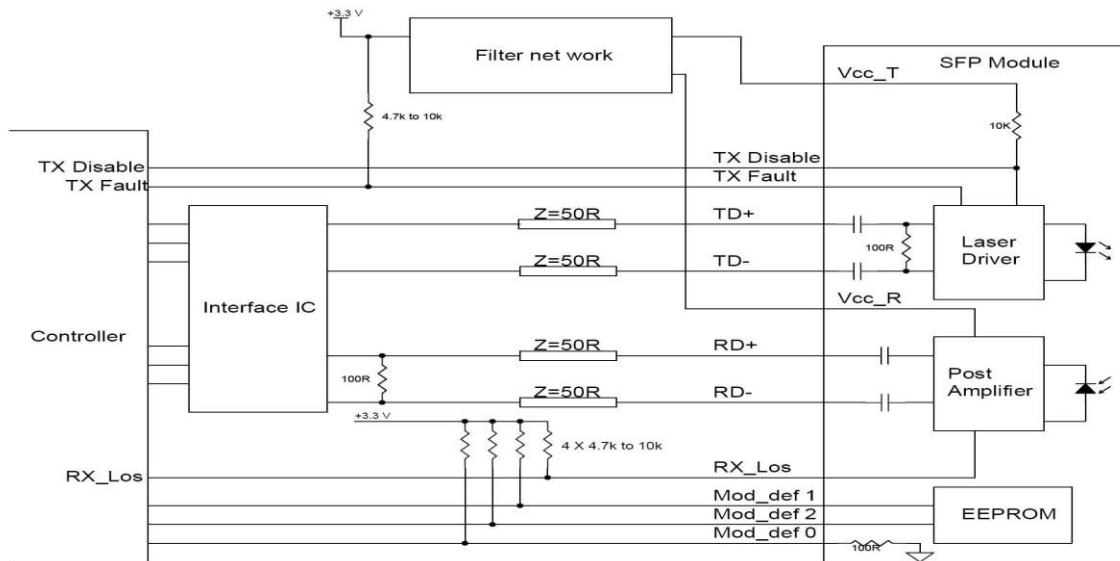 +3.3 V
Filter net work
SFP Module
Vcc_T
4.7k to 10k
10K
TX Disable
TX Disable
TX Fault
TX Fault
Z=50R
TD+
100R
Laser
Driver
Z=50R
TD-
Interface IC
Vcc_R
Controller
Z=50R
RD+
100R
Post
Amplifier
Z=50R
RD-
+3.3 V
4 X 4.7k to 10k
RX_Los
RX_Los
Mod_def 1
Mod_def 2
EEPROM
Mod_def 0
100R